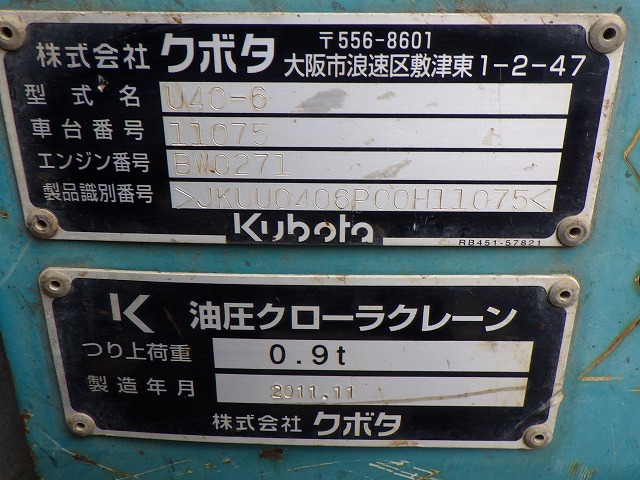 株式会社 クボタ 〒556-8601
大阪市浪速区敷津東1-2-47
型式名 U40-6
車台番号 11075
エンジン番号 BW0271
製品識別番号 >JKUU0406P00H11075<
Kubota
RB451-57821
K 油圧クローラクレーン
つり上荷重 0.9t
製造年月 2011.11
株式会社 クボタ